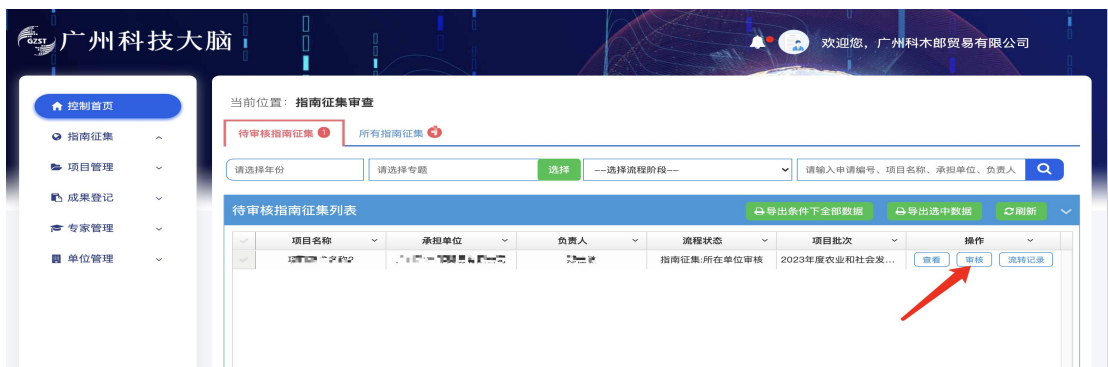 GZST
广州科技大脑
欢迎您，广州科木郎贸易有限公司
控制首页
指南征集
项目管理
成果登记
专家管理
单位管理
当前位置：指南征集审查
待审核指南征集 1
所有指南征集
请选择年份 请选择专题 选择 --选择流程阶段-- 请输入申请编号、项目名称、承担单位、负责人
待审核指南征集列表 导出条件下全部数据 导出选中数据 刷新
项目名称 承担单位 负责人 流程状态 项目批次 操作
指南征集:所在单位审核 2023年度农业和社会发... 查看 审核 流转记录